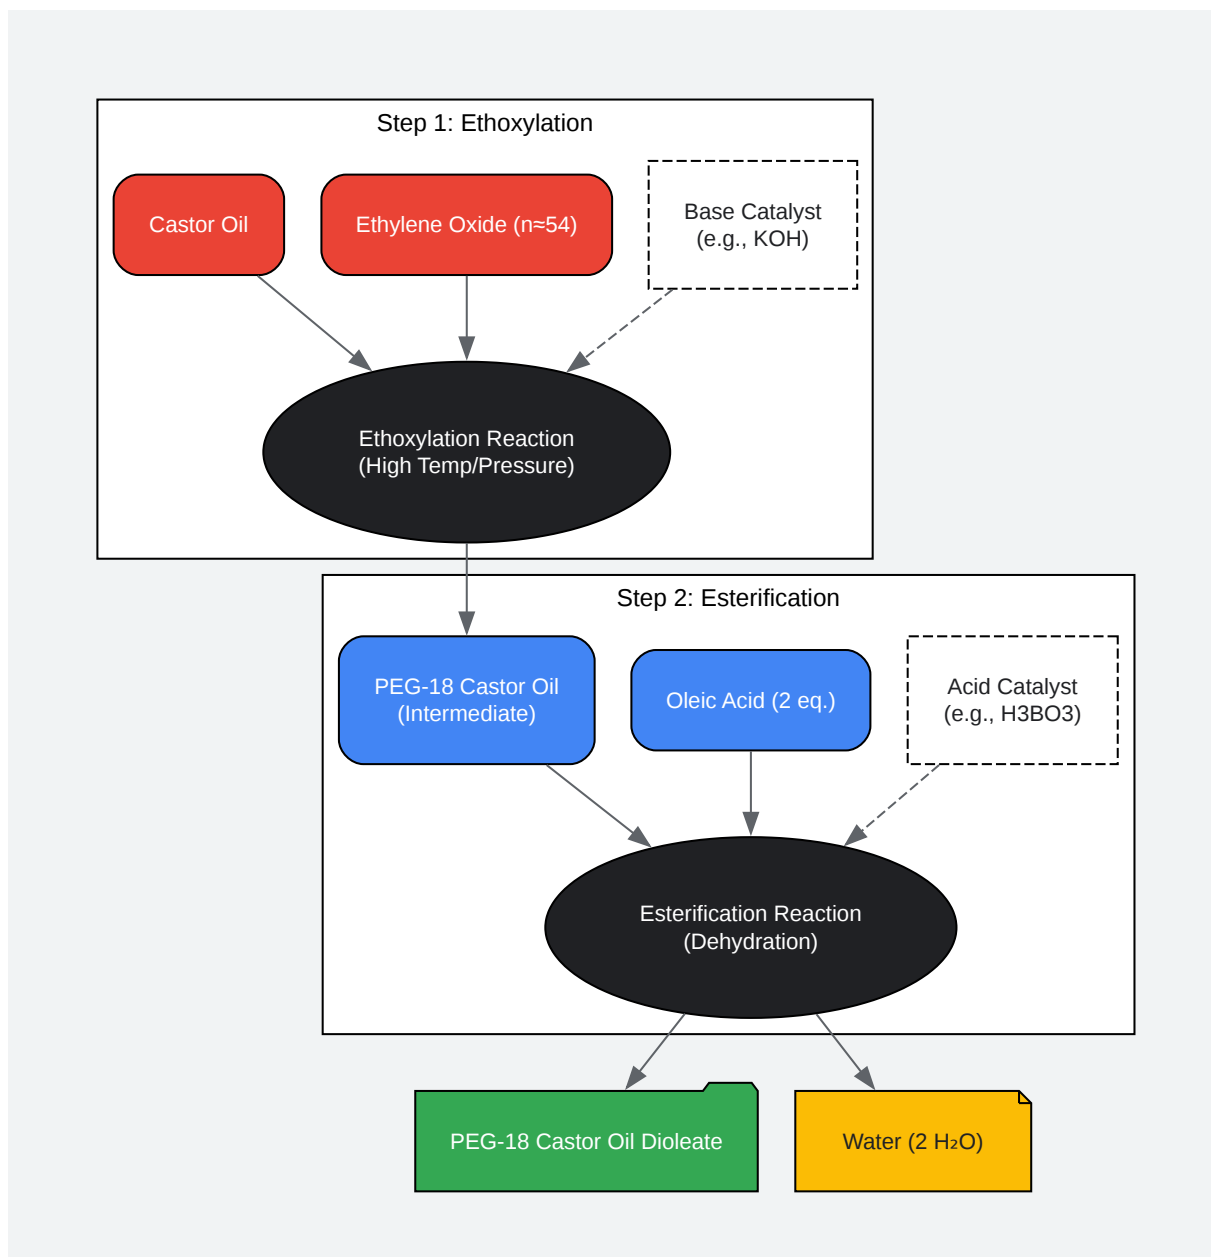 Step 1: Ethoxylation
Castor Oil
Ethylene Oxide (n≈54)
Base Catalyst
(e.g., KOH)
Ethoxylation Reaction
(High Temp/Pressure)
Step 2: Esterification
PEG-18 Castor Oil
(Intermediate)
Oleic Acid (2 eq.)
Acid Catalyst
(e.g., H3BO3)
Esterification Reaction
(Dehydration)
PEG-18 Castor Oil Dioleate
Water (2 H₂O)